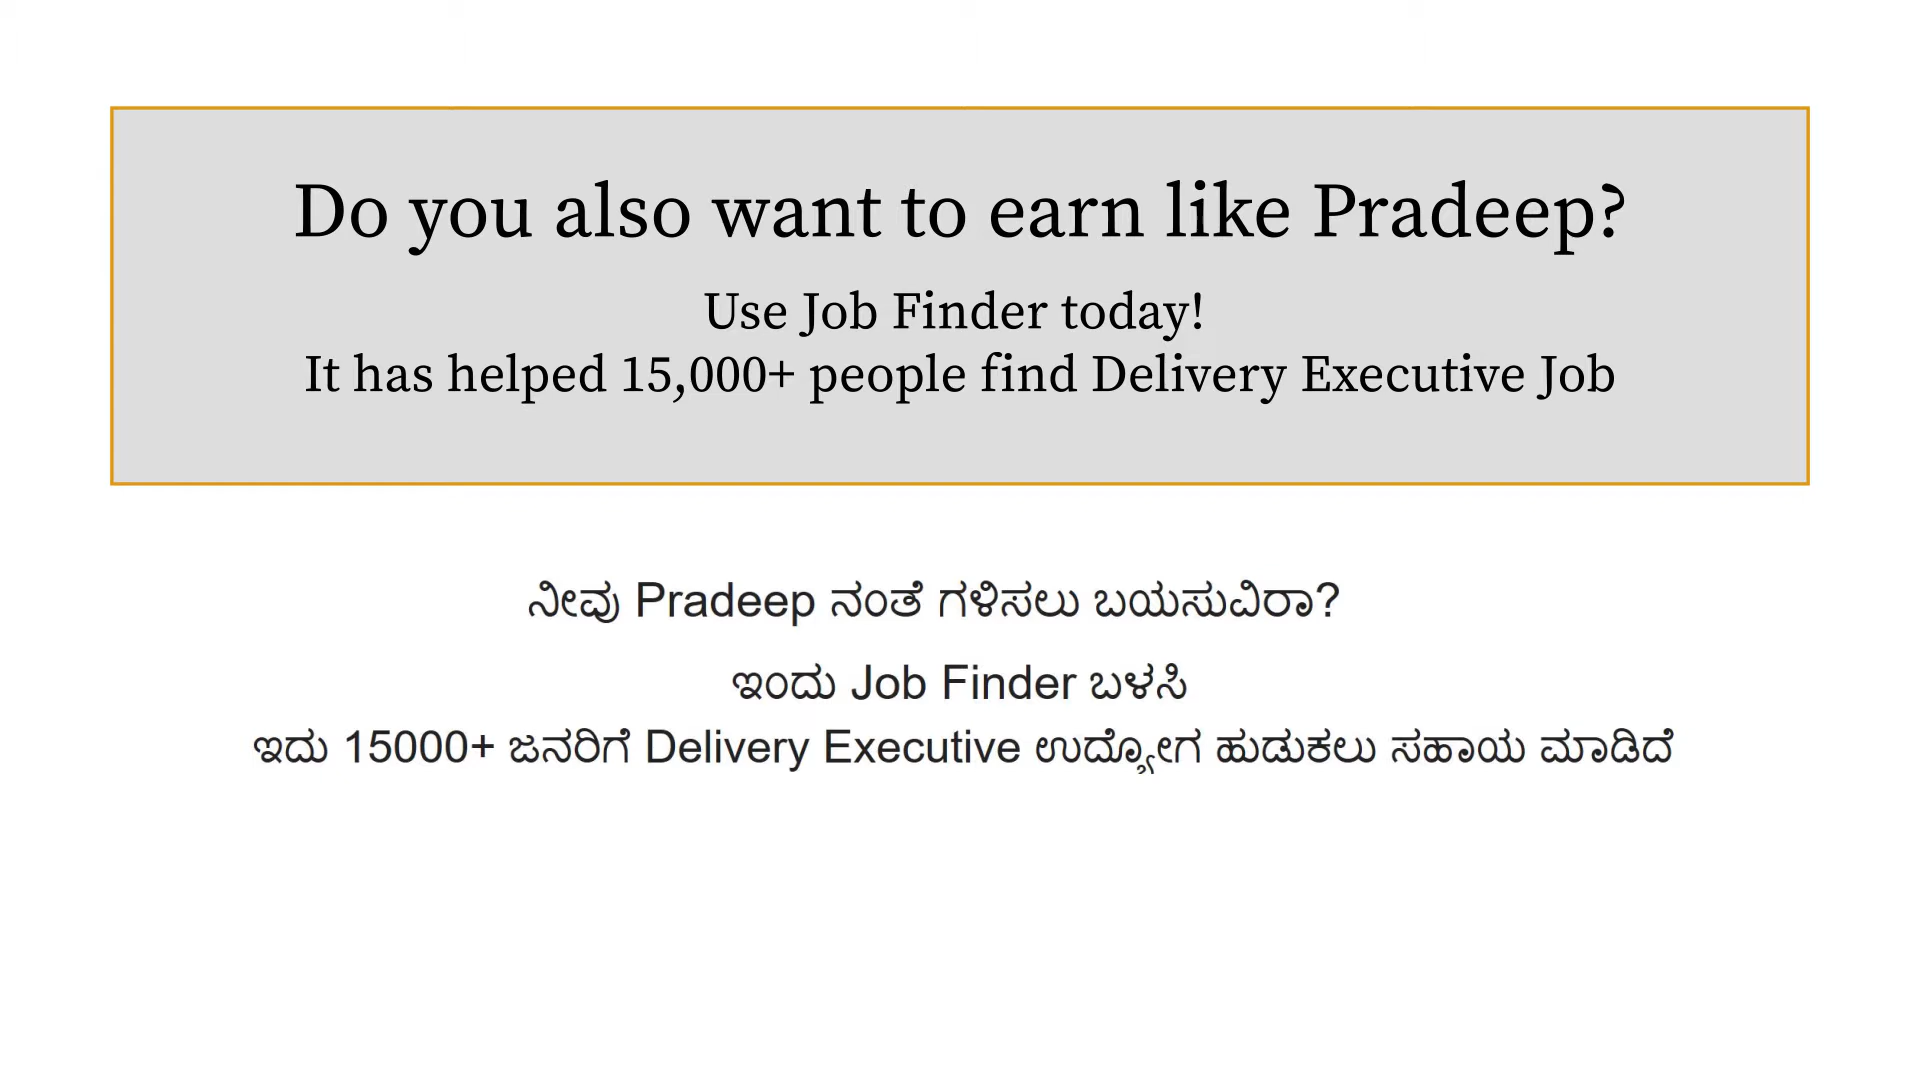 Do you also want to earn like Pradeep?
Use Job Finder today!
It has helped 15,000+ people find Delivery Executive Job
ನೀವು Pradeep ನಂತೆ ಗಳಿಸಲು ಬಯಸುವಿರಾ?
ಇಂದು Job Finder ಬಳಸಿ
ಇದು 15000+ ಜನರಿಗೆ Delivery Executive ಉದ್ಯೋಗ ಹುಡುಕಲು ಸಹಾಯ ಮಾಡಿದೆ